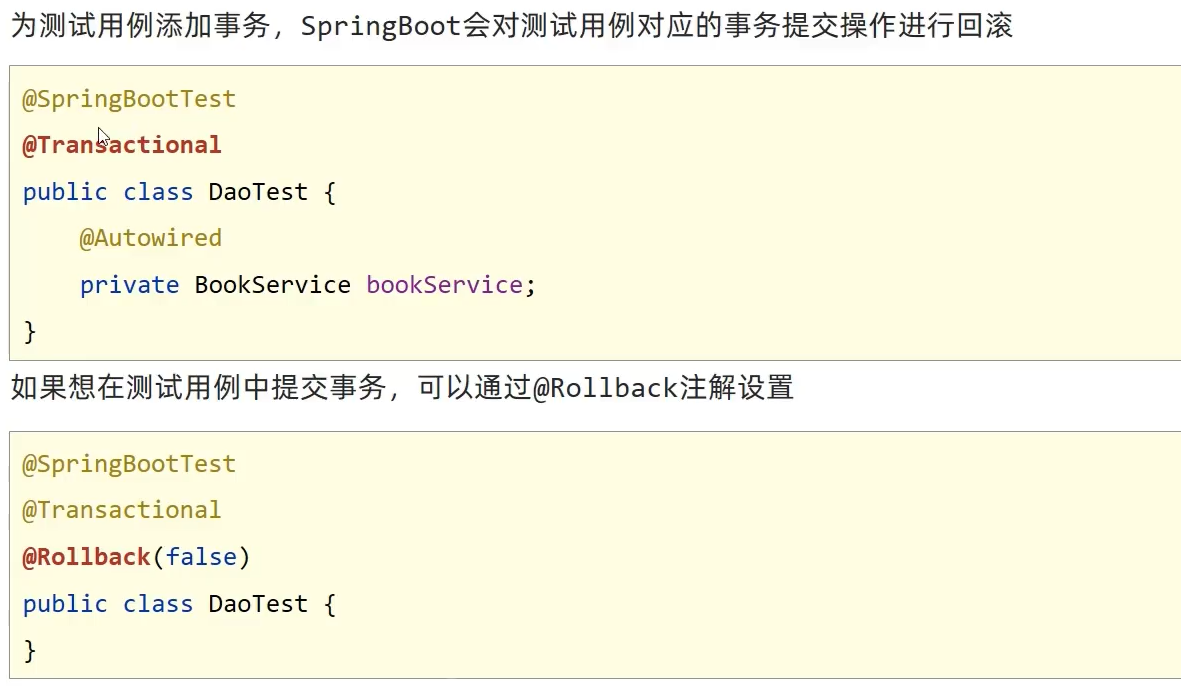 为测试用例添加事务，SpringBoot会对测试用例对应的事务提交操作进行回滚
@SpringBootTest
@Transactional
public class DaoTest {
    @Autowired
    private BookService bookService;
}
如果想在测试用例中提交事务，可以通过@Rollback注解设置
@SpringBootTest
@Transactional
@Rollback(false)
public class DaoTest {
}